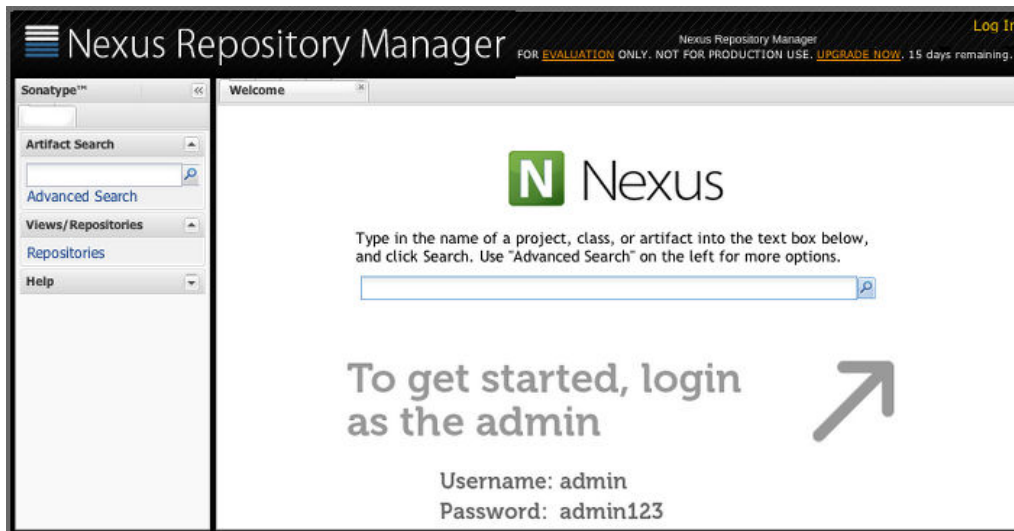 Nexus Repository Manager
Nexus Repository Manager
Log In
FOR EVALUATION ONLY. NOT FOR PRODUCTION USE. UPGRADE NOW. 15 days remaining.
Sonatype™
Welcome
Artifact Search
Advanced Search
Views/Repositories
Repositories
Help
N Nexus
Type in the name of a project, class, or artifact into the text box below,
and click Search. Use "Advanced Search" on the left for more options.
To get started, login
as the admin
Username: admin
Password: admin123